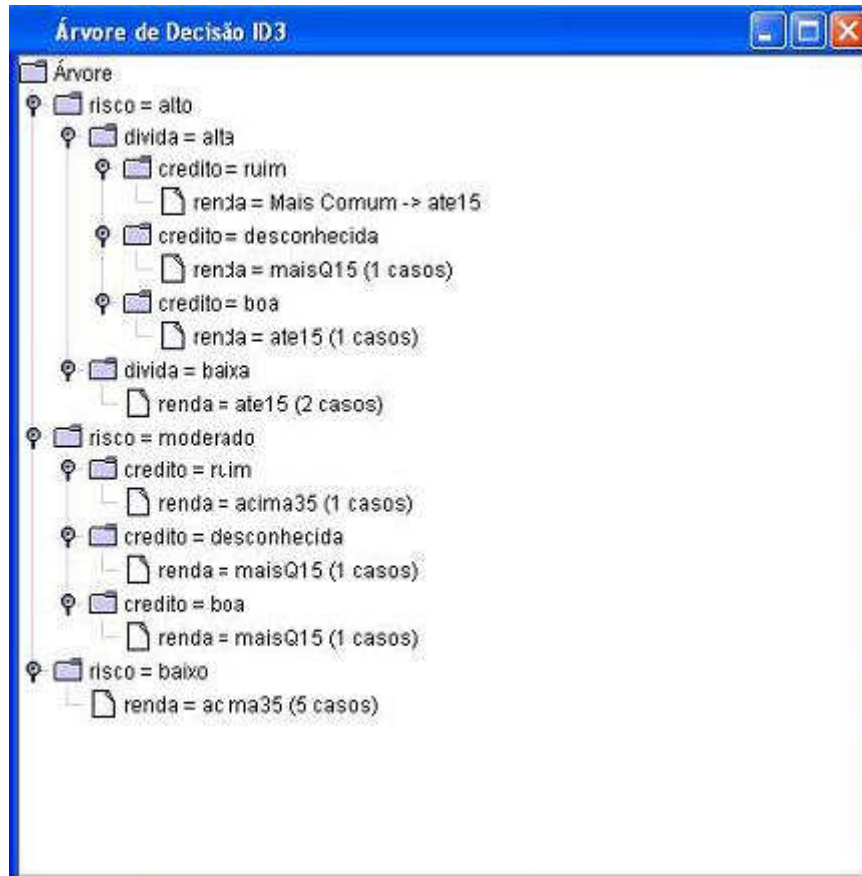 Árvore de Decisão ID3
Árvore
risco = alto
divida = alta
credito = ruim
renda = Mais Comum -> ate15
credito = desconhecida
renda = maisQ15 (1 casos)
credito = boa
renda = ate15 (1 casos)
divida = baixa
renda = ate15 (2 casos)
risco = moderado
credito = ruim
renda = acima35 (1 casos)
credito = desconhecida
renda = maisQ15 (1 casos)
credito = boa
renda = maisQ15 (1 casos)
risco = baixo
renda = acima35 (5 casos)